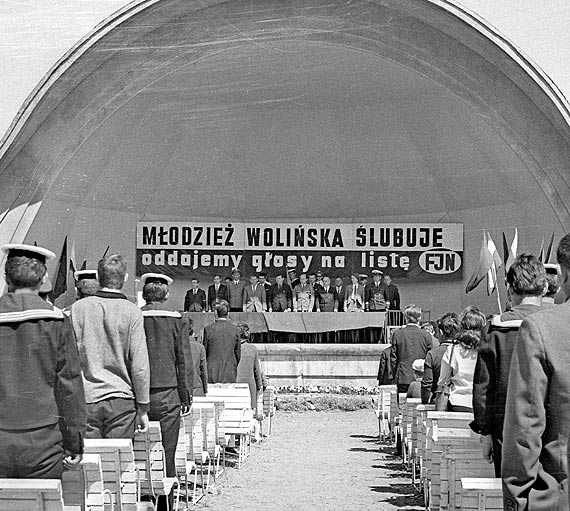 MŁODZIEŻ WOLIŃSKA ŚLUBUJE
oddajemy głosy na listę FJN